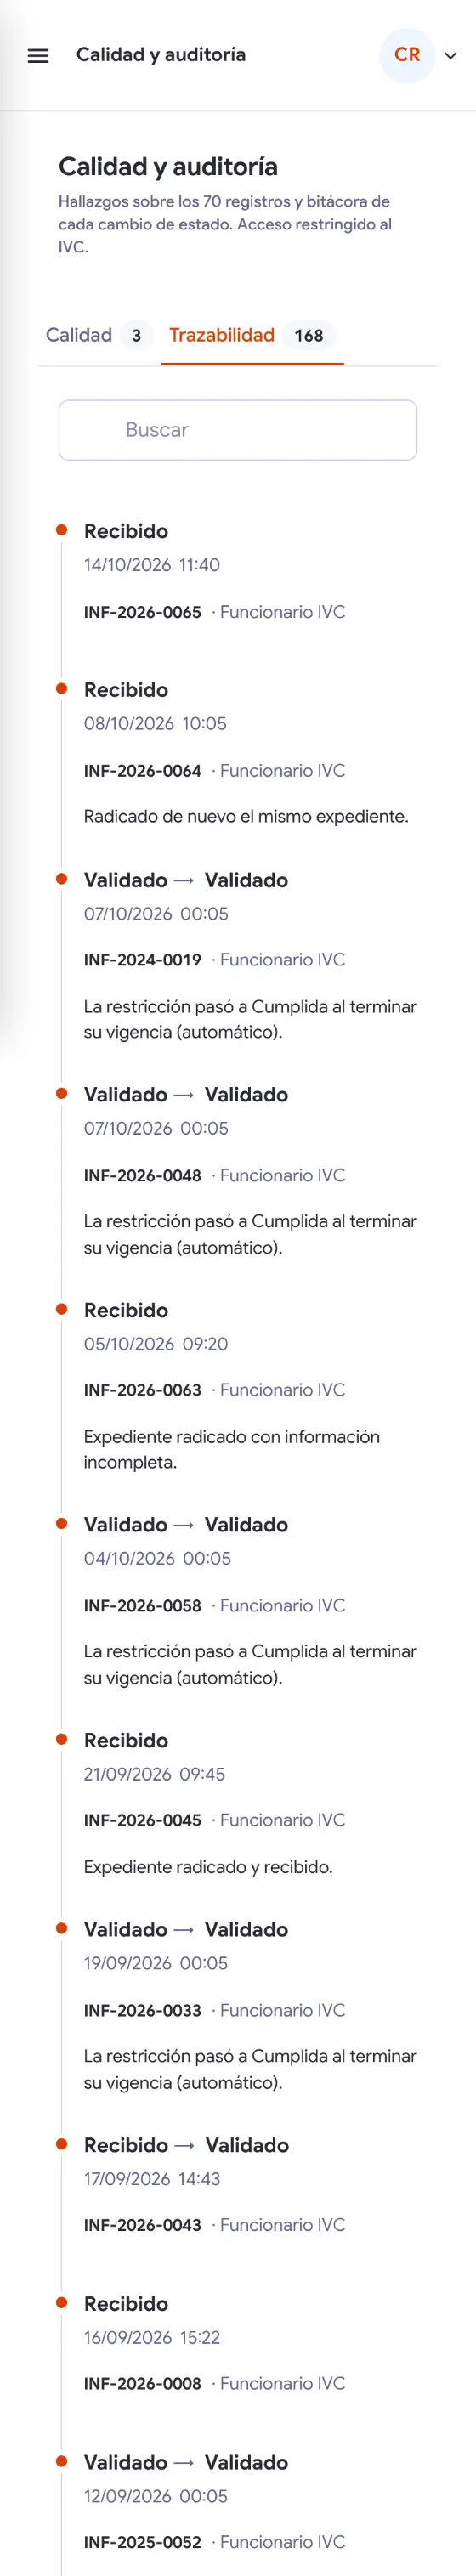 Calidad y auditoría
CR
Calidad y auditoría
Hallazgos sobre los 70 registros y bitácora de
cada cambio de estado. Acceso restringido al
IVC.
Calidad 3 Trazabilidad 168
Buscar
Recibido
14/10/2026 11:40
INF-2026-0065 · Funcionario IVC
Recibido
08/10/2026 10:05
INF-2026-0064 · Funcionario IVC
Radicado de nuevo el mismo expediente.
Validado → Validado
07/10/2026 00:05
INF-2024-0019 · Funcionario IVC
La restricción pasó a Cumplida al terminar
su vigencia (automático).
Validado → Validado
07/10/2026 00:05
INF-2026-0048 · Funcionario IVC
La restricción pasó a Cumplida al terminar
su vigencia (automático).
Recibido
05/10/2026 09:20
INF-2026-0063 · Funcionario IVC
Expediente radicado con información
incompleta.
Validado → Validado
04/10/2026 00:05
INF-2026-0058 · Funcionario IVC
La restricción pasó a Cumplida al terminar
su vigencia (automático).
Recibido
21/09/2026 09:45
INF-2026-0045 · Funcionario IVC
Expediente radicado y recibido.
Validado → Validado
19/09/2026 00:05
INF-2026-0033 · Funcionario IVC
La restricción pasó a Cumplida al terminar
su vigencia (automático).
Recibido → Validado
17/09/2026 14:43
INF-2026-0043 · Funcionario IVC
Recibido
16/09/2026 15:22
INF-2026-0008 · Funcionario IVC
Validado → Validado
12/09/2026 00:05
INF-2025-0052 · Funcionario IVC